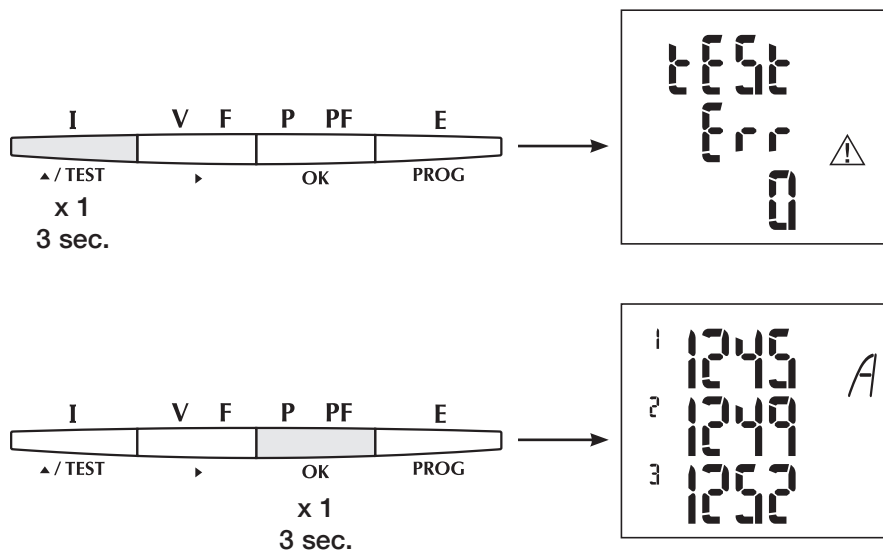 I V F P PF E
▲ / TEST ▶ OK PROG
x 1
3 sec.
tESt
Err
0
I V F P PF E
▲ / TEST ▶ OK PROG
x 1
3 sec.
1 1245 A
2 1249
3 1252